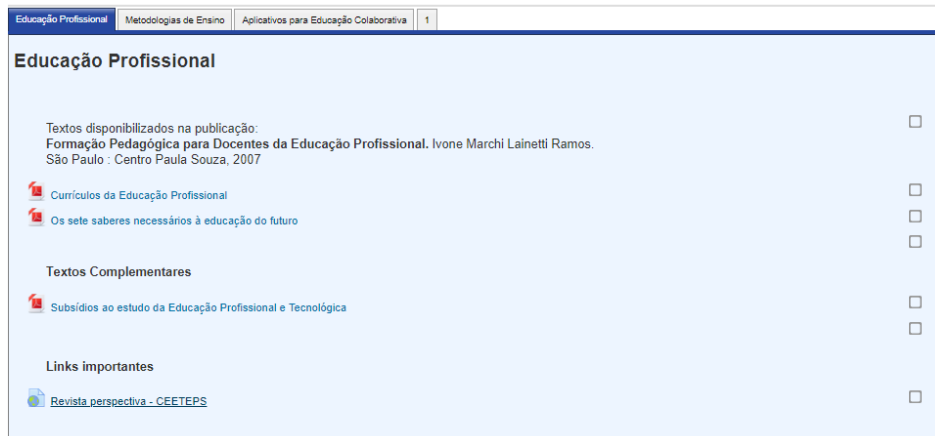 Educação Profissional
Metodologias de Ensino
Aplicativos para Educação Colaborativa
1
Educação Profissional
Textos disponibilizados na publicação:
Formação Pedagógica para Docentes da Educação Profissional. Ivone Marchi Lainetti Ramos.
São Paulo : Centro Paula Souza, 2007
Currículos da Educação Profissional
Os sete saberes necessários à educação do futuro
Textos Complementares
Subsídios ao estudo da Educação Profissional e Tecnológica
Links importantes
Revista perspectiva - CEETEPS